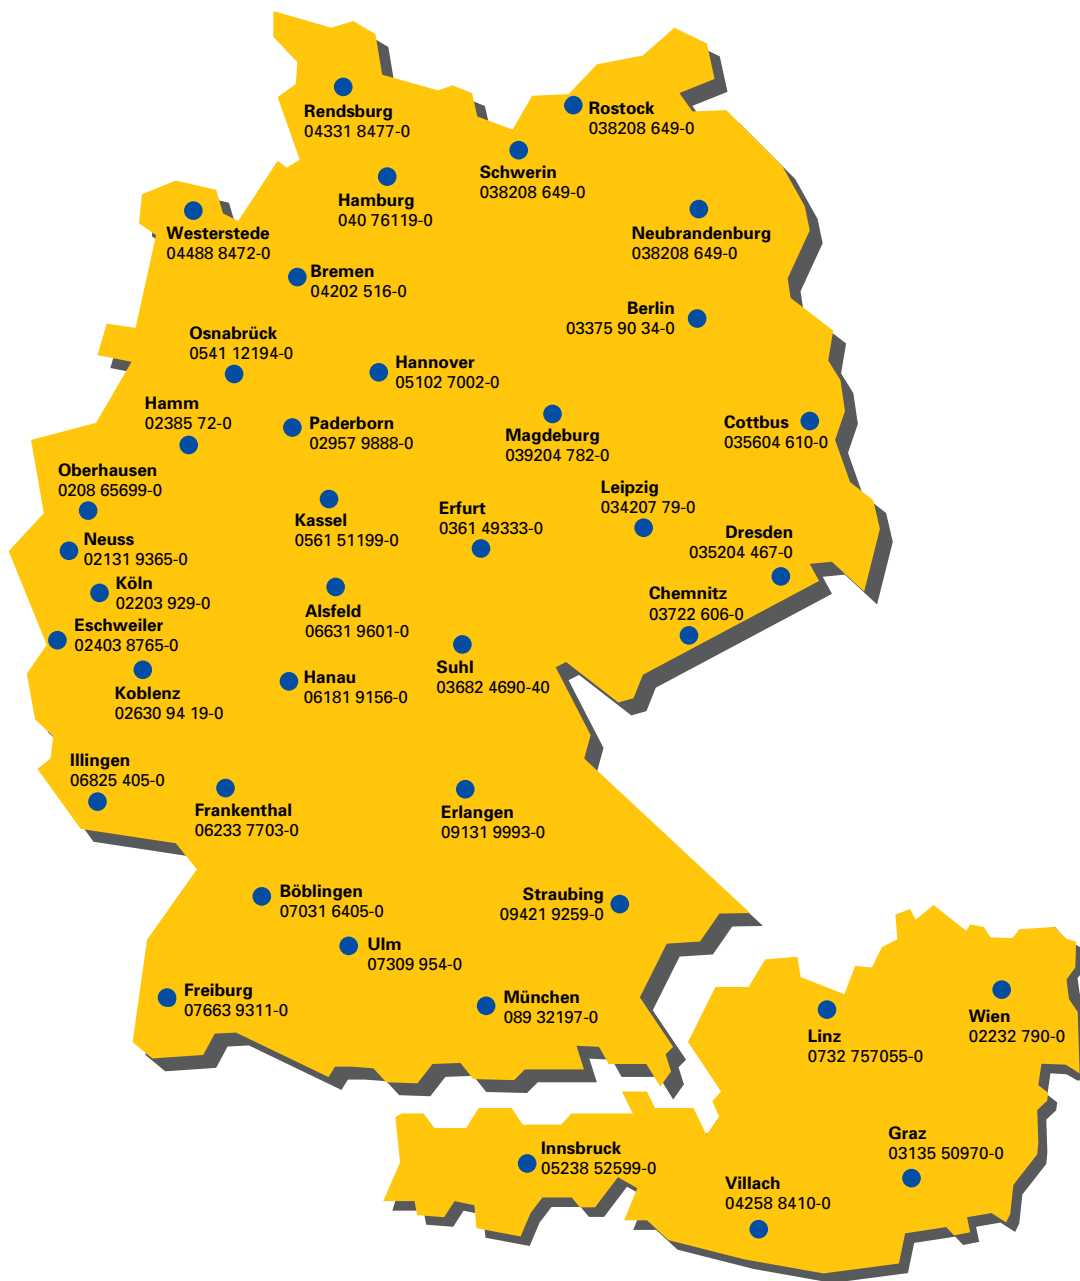 Rendsburg
04331 8477-0
Rostock
038208 649-0
Schwerin
038208 649-0
Hamburg
040 76119-0
Westerstede
04488 8472-0
Neubrandenburg
038208 649-0
Bremen
04202 516-0
Berlin
03375 90 34-0
Osnabrück
0541 12194-0
Hannover
05102 7002-0
Hamm
02385 72-0
Paderborn
02957 9888-0
Magdeburg
039204 782-0
Cottbus
035604 610-0
Oberhausen
0208 65699-0
Leipzig
034207 79-0
Kassel
0561 51199-0
Erfurt
0361 49333-0
Dresden
035204 467-0
Neuss
02131 9365-0
Köln
02203 929-0
Chemnitz
03722 606-0
Alsfeld
06631 9601-0
Eschweiler
02403 8765-0
Suhl
03682 4690-40
Hanau
06181 9156-0
Koblenz
02630 94 19-0
Illingen
06825 405-0
Frankenthal
06233 7703-0
Erlangen
09131 9993-0
Böblingen
07031 6405-0
Straubing
09421 9259-0
Ulm
07309 954-0
Freiburg
07663 9311-0
München
089 32197-0
Linz
0732 757055-0
Wien
02232 790-0
Innsbruck
05238 52599-0
Graz
03135 50970-0
Villach
04258 8410-0